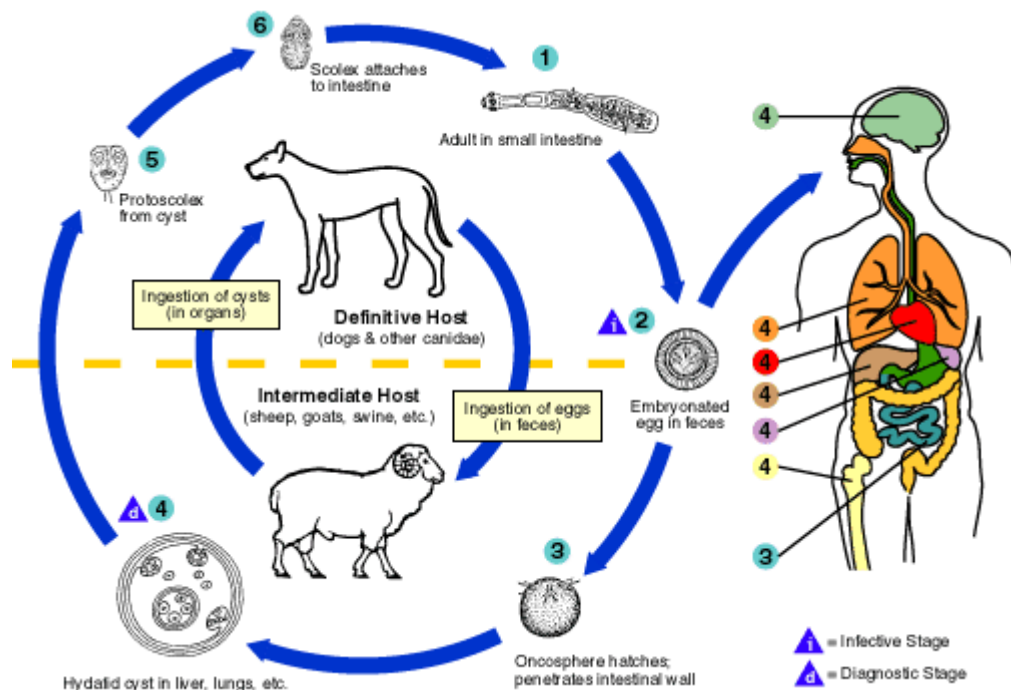 6
Scolex attaches
to intestine
1
Adult in small intestine
5
Protoscolex
from cyst
Ingestion of cysts
(in organs)
Definitive Host
(dogs & other canidae)
Intermediate Host
(sheep, goats, swine, etc.)
Ingestion of eggs
(in feces)
i 2
Embryonated
egg in feces
d 4
Hydatid cyst in liver, lungs, etc.
3
Oncosphere hatches;
penetrates intestinal wall
4
4
4
4
4
4
3
i = Infective Stage
d = Diagnostic Stage